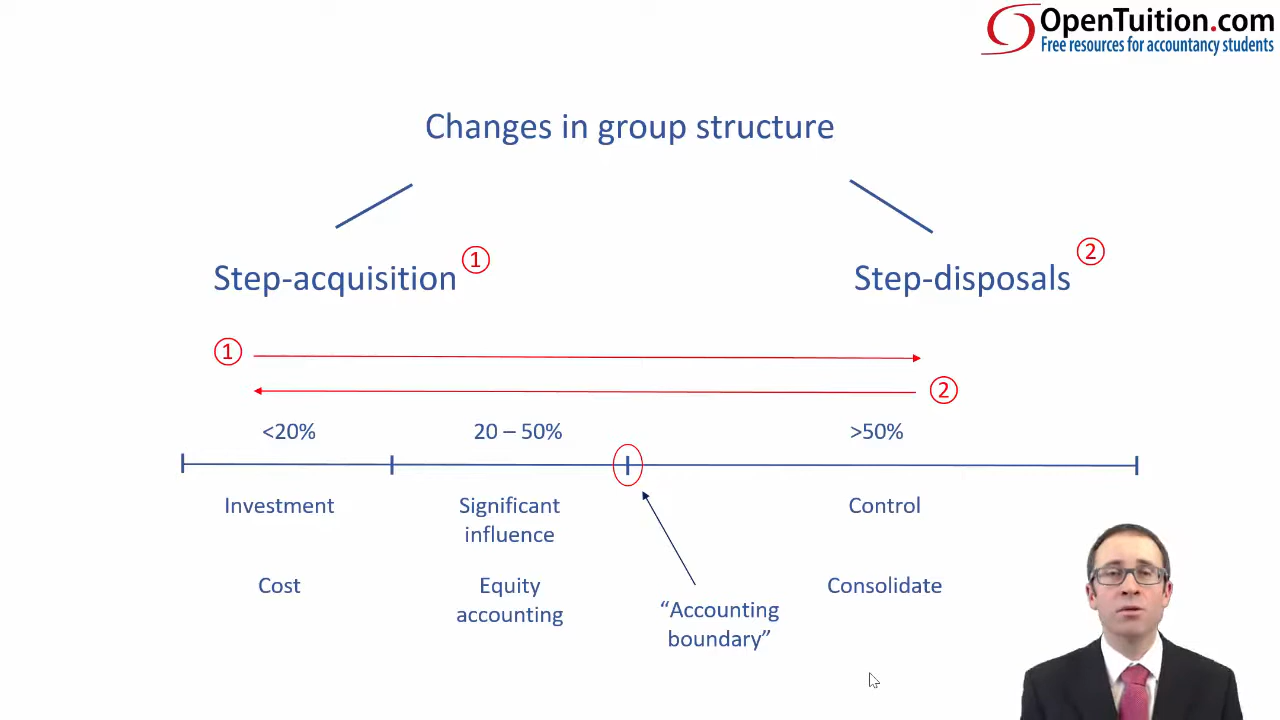 OpenTuition.com
Free resources for accountancy students
Changes in group structure
Step-acquisition ①
Step-disposals ②
①
②
<20%
20 – 50%
>50%
Investment
Significant
influence
Control
Cost
Equity
accounting
Consolidate
“Accounting
boundary”